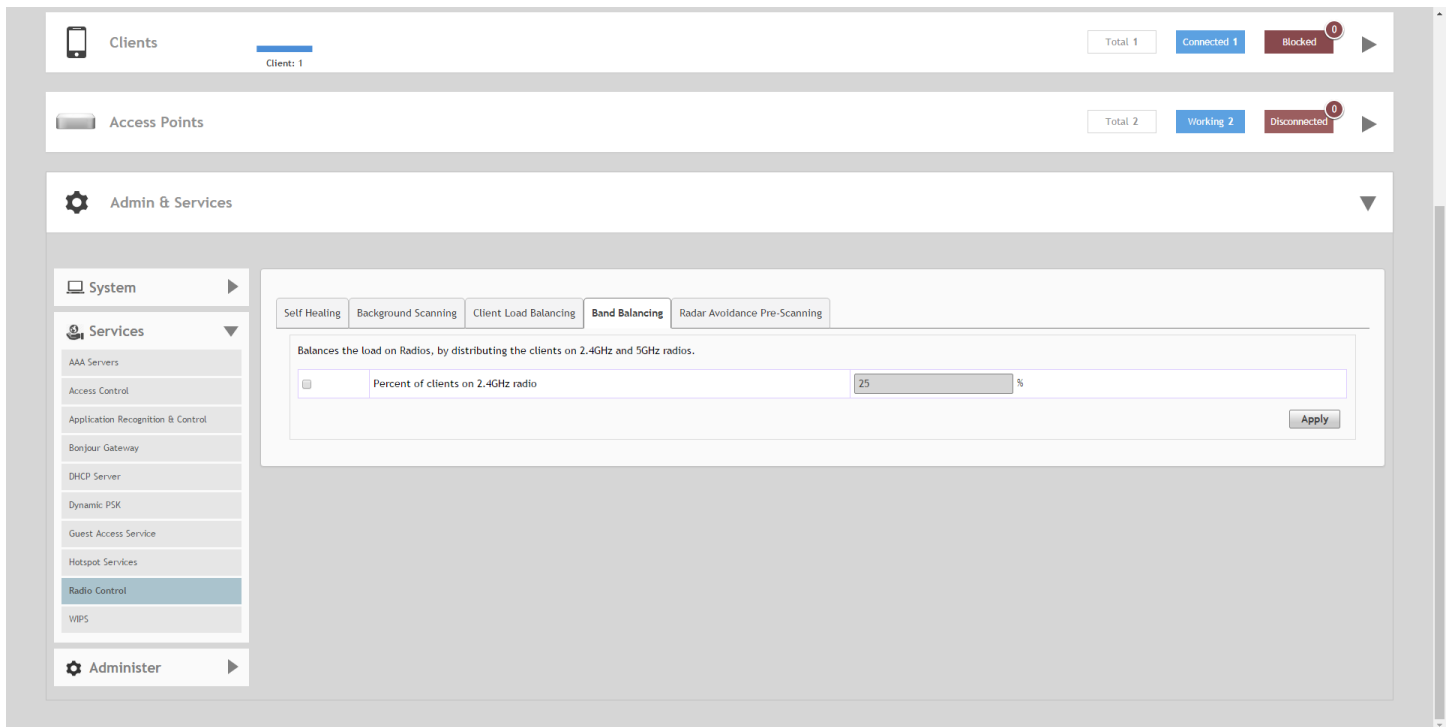 Clients
Client: 1
Total 1
Connected 1
Blocked
0
Access Points
Total 2
Working 2
Disconnected
0
Admin & Services
System
Services
AAA Servers
Access Control
Application Recognition & Control
Bonjour Gateway
DHCP Server
Dynamic PSK
Guest Access Service
Hotspot Services
Radio Control
WIPS
Administer
Self Healing
Background Scanning
Client Load Balancing
Band Balancing
Radar Avoidance Pre-Scanning
Balances the load on Radios, by distributing the clients on 2.4GHz and 5GHz radios.
Percent of clients on 2.4GHz radio
25 %
Apply